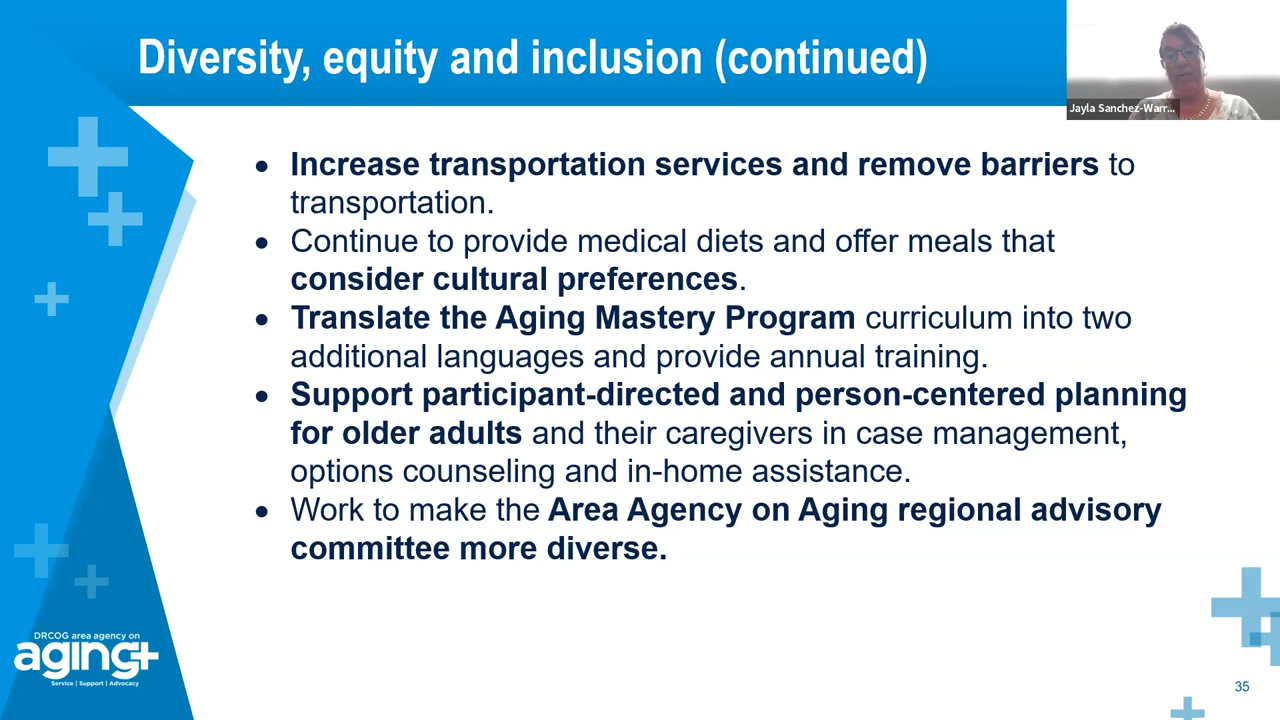 Diversity, equity and inclusion (continued)
Jayla Sanchez-Warr...
• Increase transportation services and remove barriers to
transportation.
• Continue to provide medical diets and offer meals that
consider cultural preferences.
• Translate the Aging Mastery Program curriculum into two
additional languages and provide annual training.
• Support participant-directed and person-centered planning
for older adults and their caregivers in case management,
options counseling and in-home assistance.
• Work to make the Area Agency on Aging regional advisory
committee more diverse.
DRCOG area agency on
aging+
Service | Support | Advocacy
35